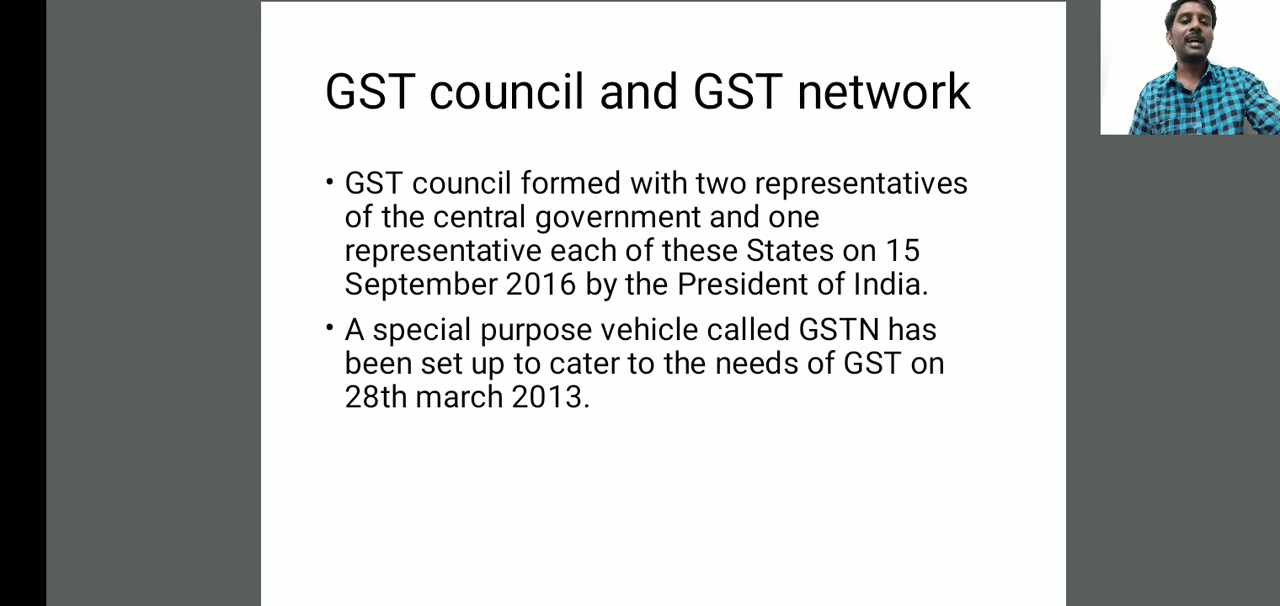 GST council and GST network
• GST council formed with two representatives
of the central government and one
representative each of these States on 15
September 2016 by the President of India.
• A special purpose vehicle called GSTN has
been set up to cater to the needs of GST on
28th march 2013.